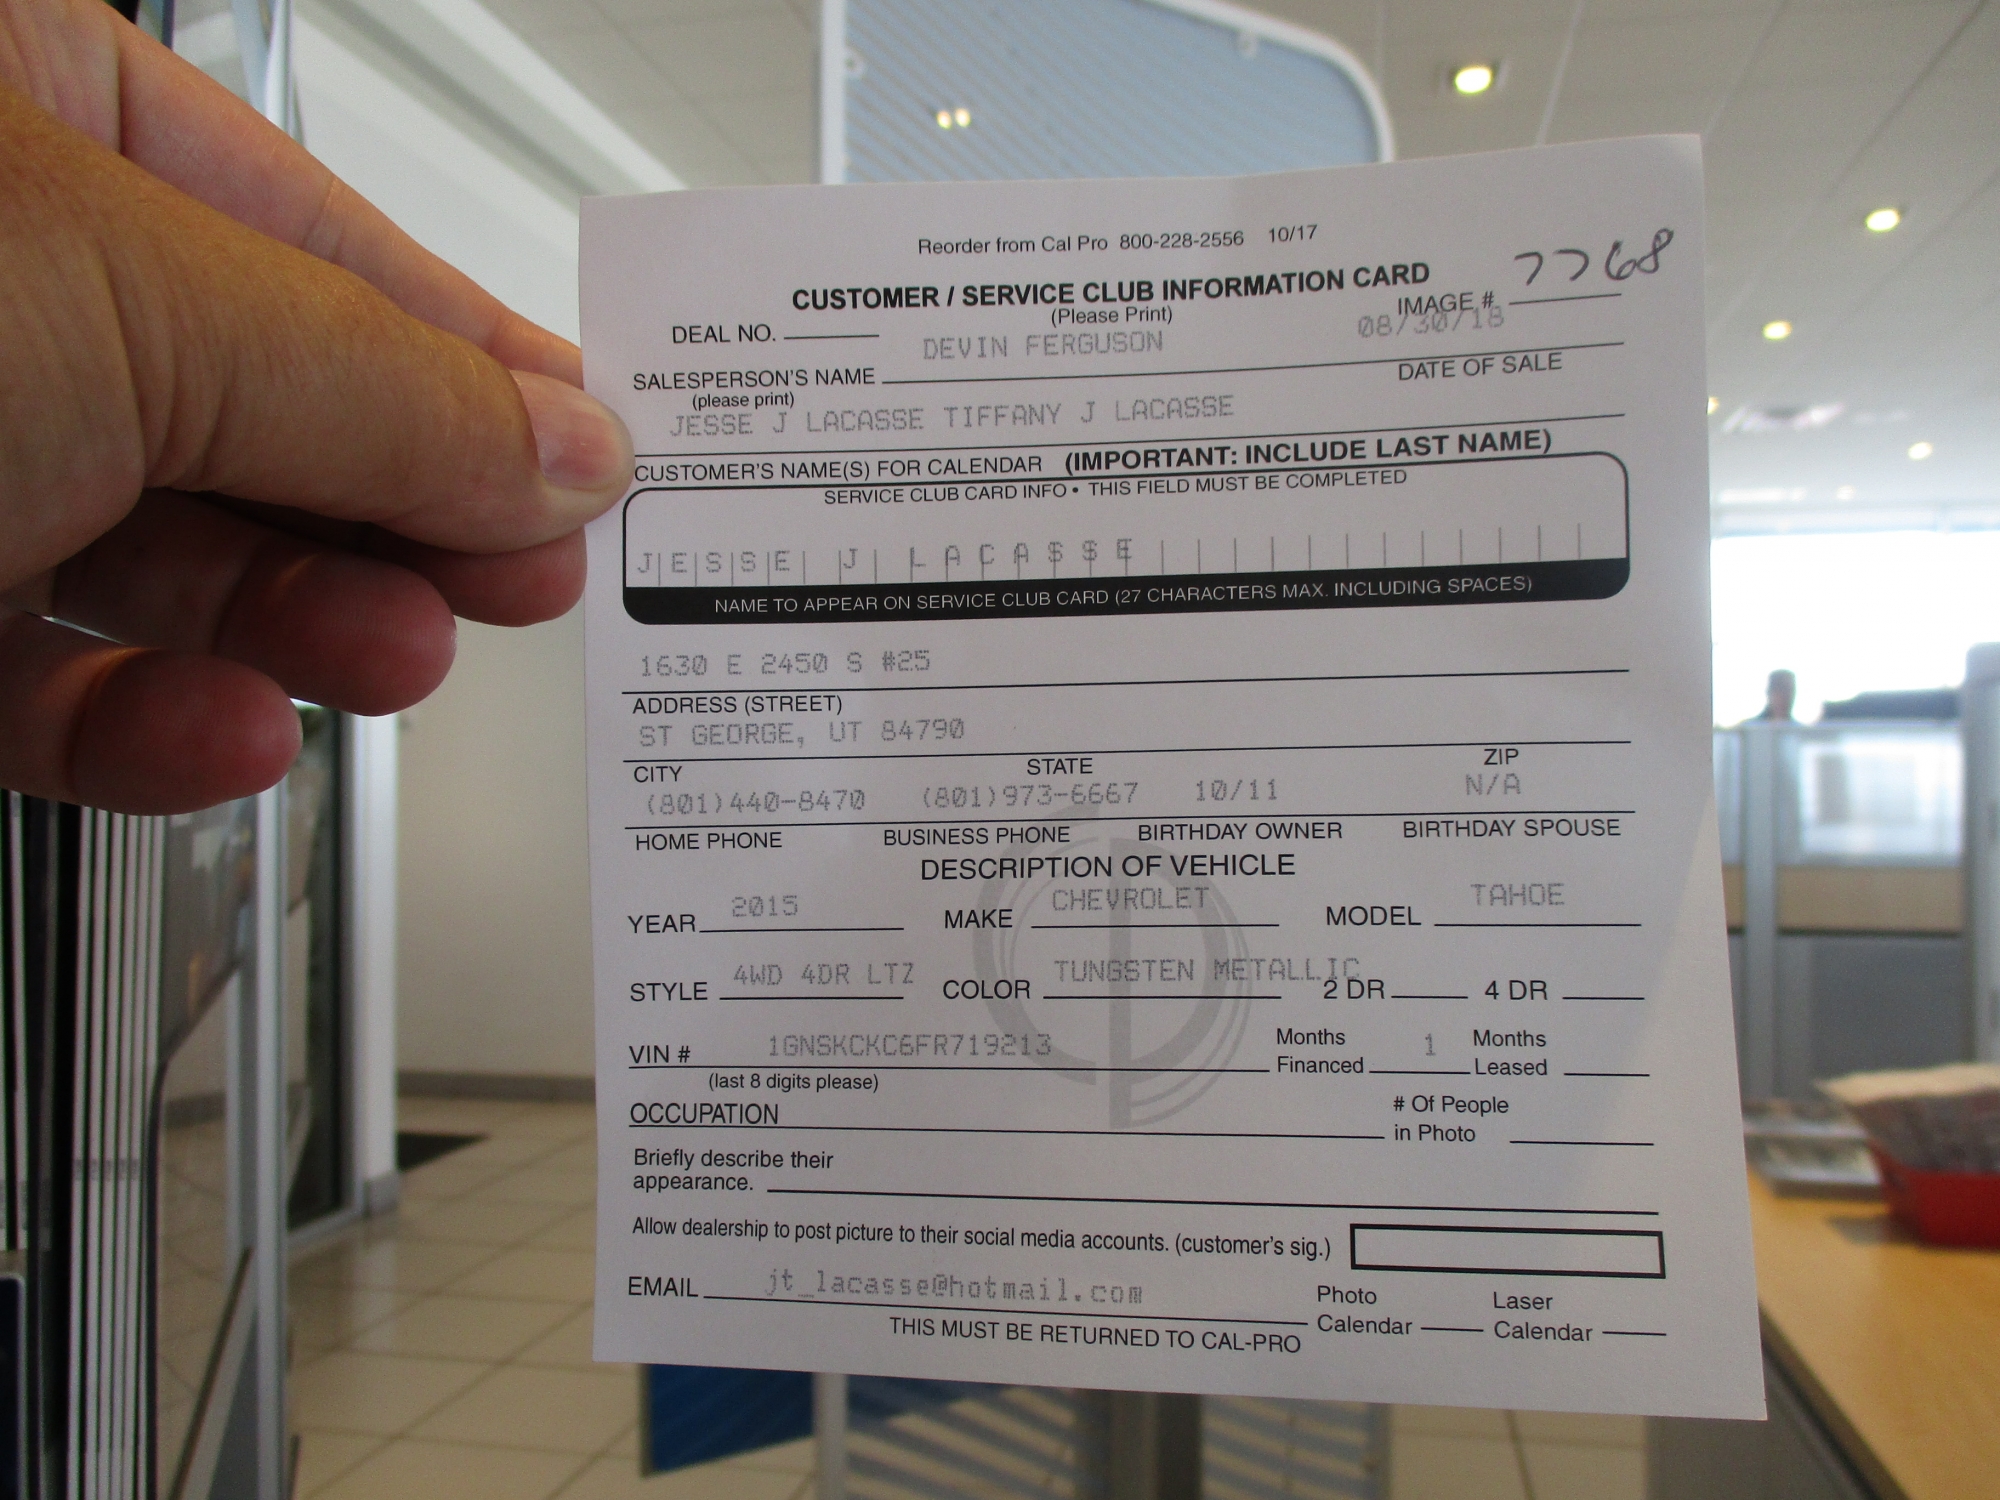 Reorder from Cal Pro 800-228-2556 10/17
CUSTOMER / SERVICE CLUB INFORMATION CARD
(Please Print)
IMAGE # 7768
DEAL NO.
DEVIN FERGUSON 08/30/18
SALESPERSON'S NAME DATE OF SALE
(please print)
JESSE J LACASSE TIFFANY J LACASSE
CUSTOMER'S NAME(S) FOR CALENDAR (IMPORTANT: INCLUDE LAST NAME)
SERVICE CLUB CARD INFO • THIS FIELD MUST BE COMPLETED
JESSE J LACASSE
NAME TO APPEAR ON SERVICE CLUB CARD (27 CHARACTERS MAX. INCLUDING SPACES)
1630 E 2450 S #25
ADDRESS (STREET)
ST GEORGE, UT 84790
CITY STATE ZIP
(801)440-8470 (801)973-6667 10/11 N/A
HOME PHONE BUSINESS PHONE BIRTHDAY OWNER BIRTHDAY SPOUSE
DESCRIPTION OF VEHICLE
YEAR 2015 MAKE CHEVROLET MODEL TAHOE
STYLE 4WD 4DR LTZ COLOR TUNGSTEN METALLIC 2 DR 4 DR
VIN # 1GNSKCKC6FR719213 Months Financed 1 Months Leased
(last 8 digits please)
OCCUPATION # Of People in Photo
Briefly describe their
appearance.
Allow dealership to post picture to their social media accounts. (customer's sig.)
EMAIL jt_lacasse@hotmail.com Photo Calendar Laser Calendar
THIS MUST BE RETURNED TO CAL-PRO